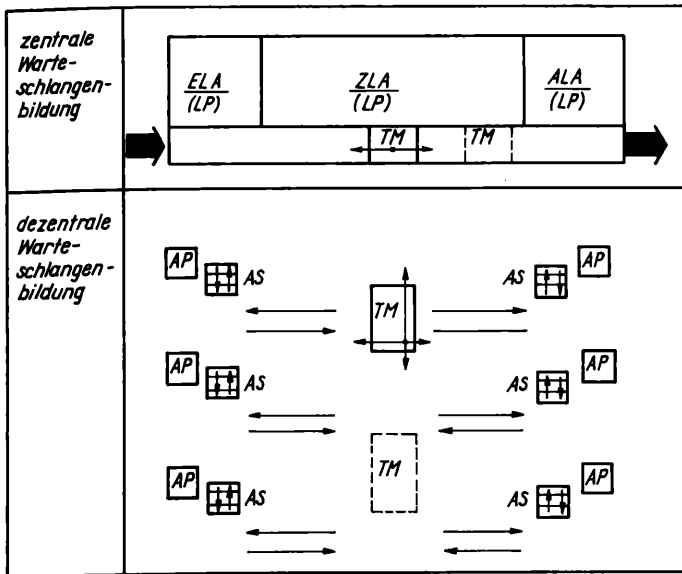 zentrale
Warte-
schlangen-
bildung
ELA
(LP)
ZLA
(LP)
ALA
(LP)
TM
TM
dezentrale
Warte-
schlangen-
bildung
AP
AS
TM
AS
AP
AP
AS
AS
AP
TM
AP
AS
AS
AP